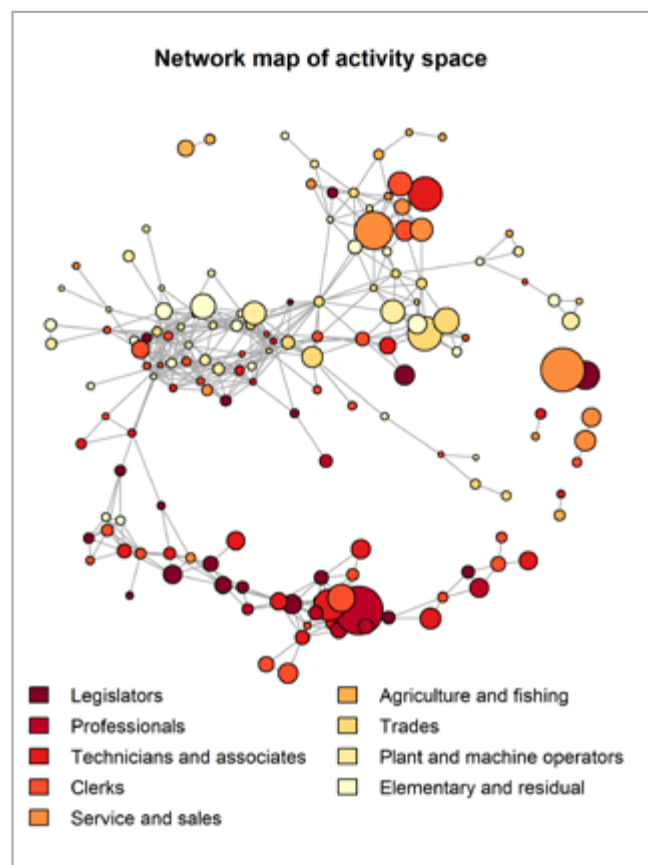 Network map of activity space
Legislators
Professionals
Technicians and associates
Clerks
Service and sales
Agriculture and fishing
Trades
Plant and machine operators
Elementary and residual